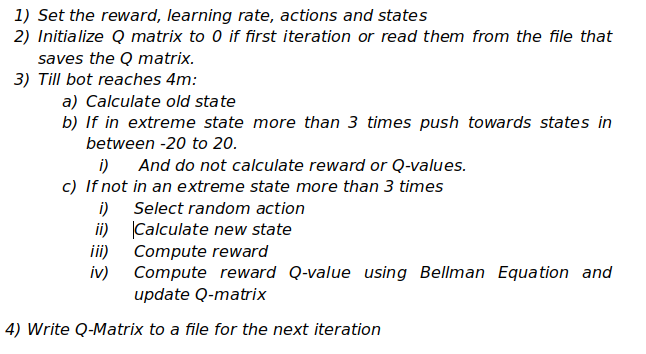 1) Set the reward, learning rate, actions and states
2) Initialize Q matrix to 0 if first iteration or read them from the file that
saves the Q matrix.
3) Till bot reaches 4m:
a) Calculate old state
b) If in extreme state more than 3 times push towards states in
between -20 to 20.
i) And do not calculate reward or Q-values.
c) If not in an extreme state more than 3 times
i) Select random action
ii) Calculate new state
iii) Compute reward
iv) Compute reward Q-value using Bellman Equation and
update Q-matrix
4) Write Q-Matrix to a file for the next iteration